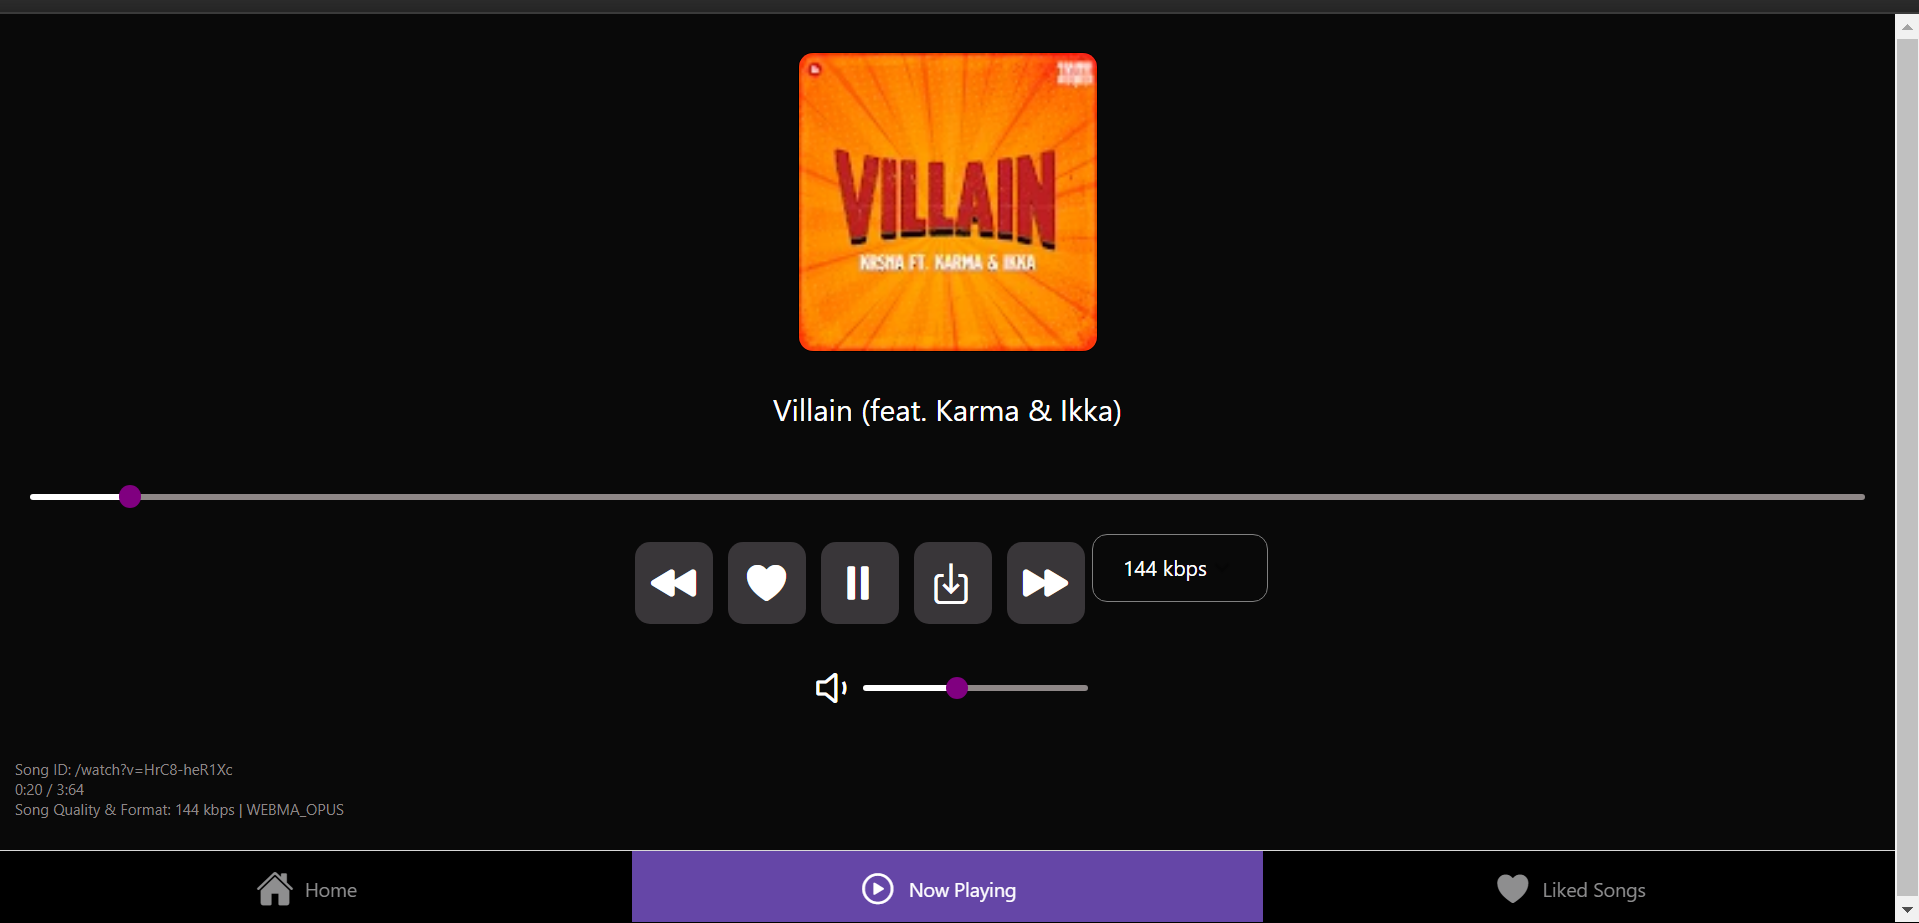 VILLAIN
KRSNA FT. KARMA & IKKA
Villain (feat. Karma & Ikka)
144 kbps
Song ID: /watch?v=HrC8-heR1Xc
0:20 / 3:64
Song Quality & Format: 144 kbps | WEBMA_OPUS
Home
Now Playing
Liked Songs